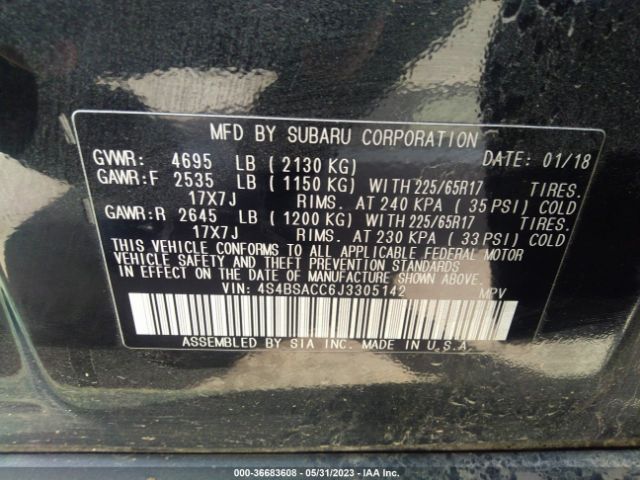 MFD BY SUBARU CORPORATION
GVWR: 4695 LB (2130 KG) DATE: 01/18
GAWR:F 2535 LB (1150 KG) WITH 225/65R17 TIRES.
17X7J RIMS. AT 240 KPA (35 PSI) COLD
GAWR:R 2645 LB (1200 KG) WITH 225/65R17 TIRES.
17X7J RIMS. AT 230 KPA (33 PSI) COLD
THIS VEHICLE CONFORMS TO ALL APPLICABLE FEDERAL MOTOR
VEHICLE SAFETY AND THEFT PREVENTION STANDARDS
IN EFFECT ON THE DATE OF MANUFACTURE SHOWN ABOVE.
VIN: 4S4BSACC6J3305142 MPV
ASSEMBLED BY SIA INC. MADE IN U.S.A.
000-36683608 - 05/31/2023 - IAA Inc.